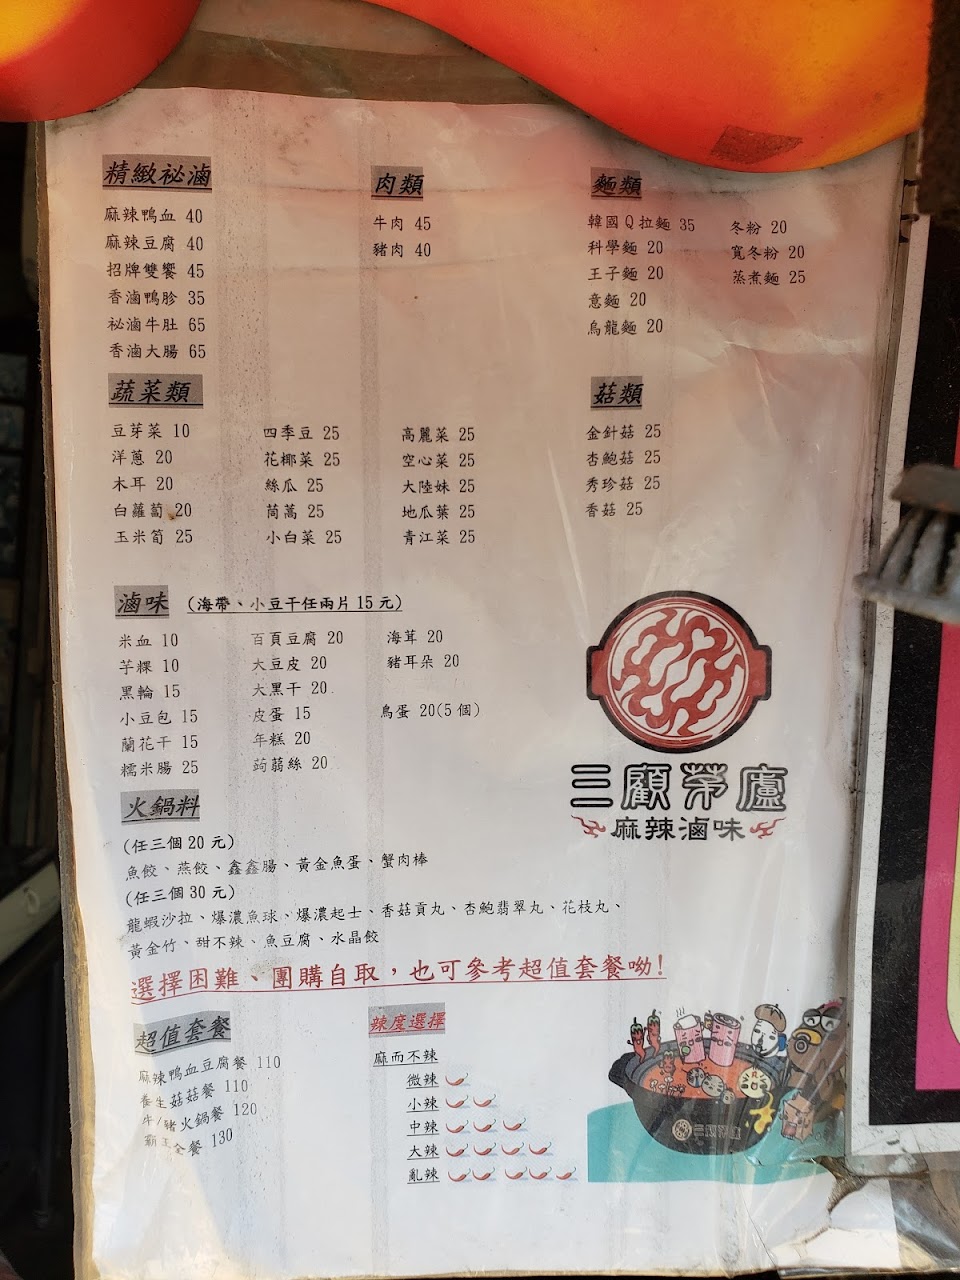 精緻祕滷
麻辣鴨血 40
麻辣豆腐 40
招牌雙饗 45
香滷鴨胗 35
祕滷牛肚 65
香滷大腸 65
肉類
牛肉 45
豬肉 40
麵類
韓國Q拉麵 35
科學麵 20
王子麵 20
意麵 20
烏龍麵 20
冬粉 20
寬冬粉 20
蒸煮麵 25
蔬菜類
豆芽菜 10
洋蔥 20
木耳 20
白蘿蔔 20
玉米筍 25
四季豆 25
花椰菜 25
絲瓜 25
茼蒿 25
小白菜 25
高麗菜 25
空心菜 25
大陸妹 25
地瓜葉 25
青江菜 25
菇類
金針菇 25
杏鮑菇 25
秀珍菇 25
香菇 25
滷味 (海帶、小豆干任兩片 15 元)
米血 10
芋粿 10
黑輪 15
小豆包 15
蘭花干 15
糯米腸 25
百頁豆腐 20
大豆皮 20
大黑干 20
皮蛋 15
年糕 20
蒟蒻絲 20
海茸 20
豬耳朵 20
鳥蛋 20(5 個)
三顧茅廬
麻辣滷味
火鍋料
(任三個 20 元)
魚餃、燕餃、鑫鑫腸、黃金魚蛋、蟹肉棒
(任三個 30 元)
龍蝦沙拉、爆濃魚球、爆濃起士、香菇貢丸、杏鮑翡翠丸、花枝丸、
黃金竹、甜不辣、魚豆腐、水晶餃
選擇困難、團購自取，也可參考超值套餐呦!
超值套餐
麻辣鴨血豆腐餐 110
養生菇菇餐 110
牛/豬火鍋餐 120
霸王全餐 130
辣度選擇
麻而不辣
微辣
小辣
中辣
大辣
亂辣
三顧茅廬